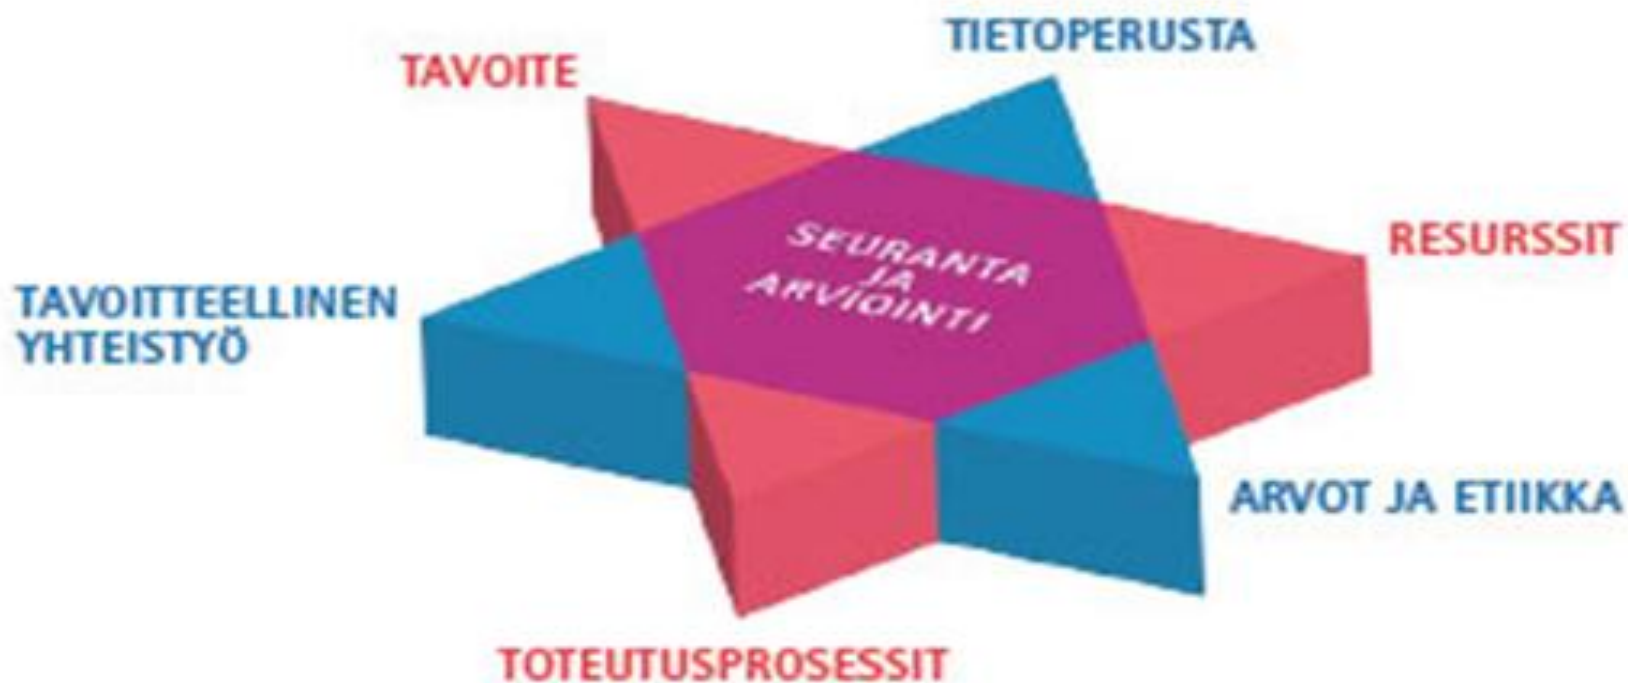 TIETOPERUSTA
TAVOITE
RESURSSIT
SEURANTA
JA
ARVIOINTI
TAVOITTEELLINEN
YHTEISTYÖ
ARVOT JA ETIIKKA
TOTEUTUSPROSESSIT